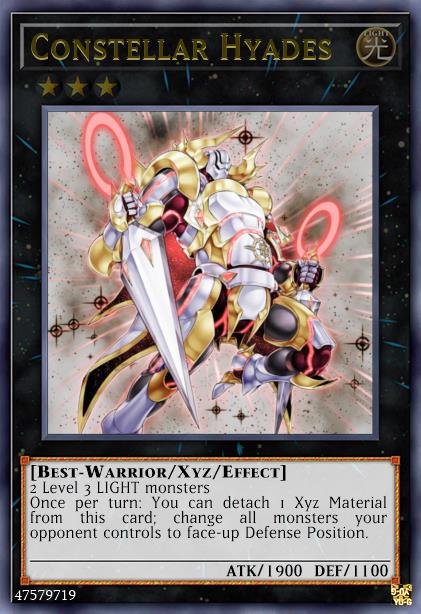 CONSTELLAR HYADES
LIGHT
光
[BEST-WARRIOR/XYZ/EFFECT]
2 Level 3 LIGHT monsters
Once per turn: You can detach 1 Xyz Material
from this card; change all monsters your
opponent controls to face-up Defense Position.
ATK/1900 DEF/1100
47579719